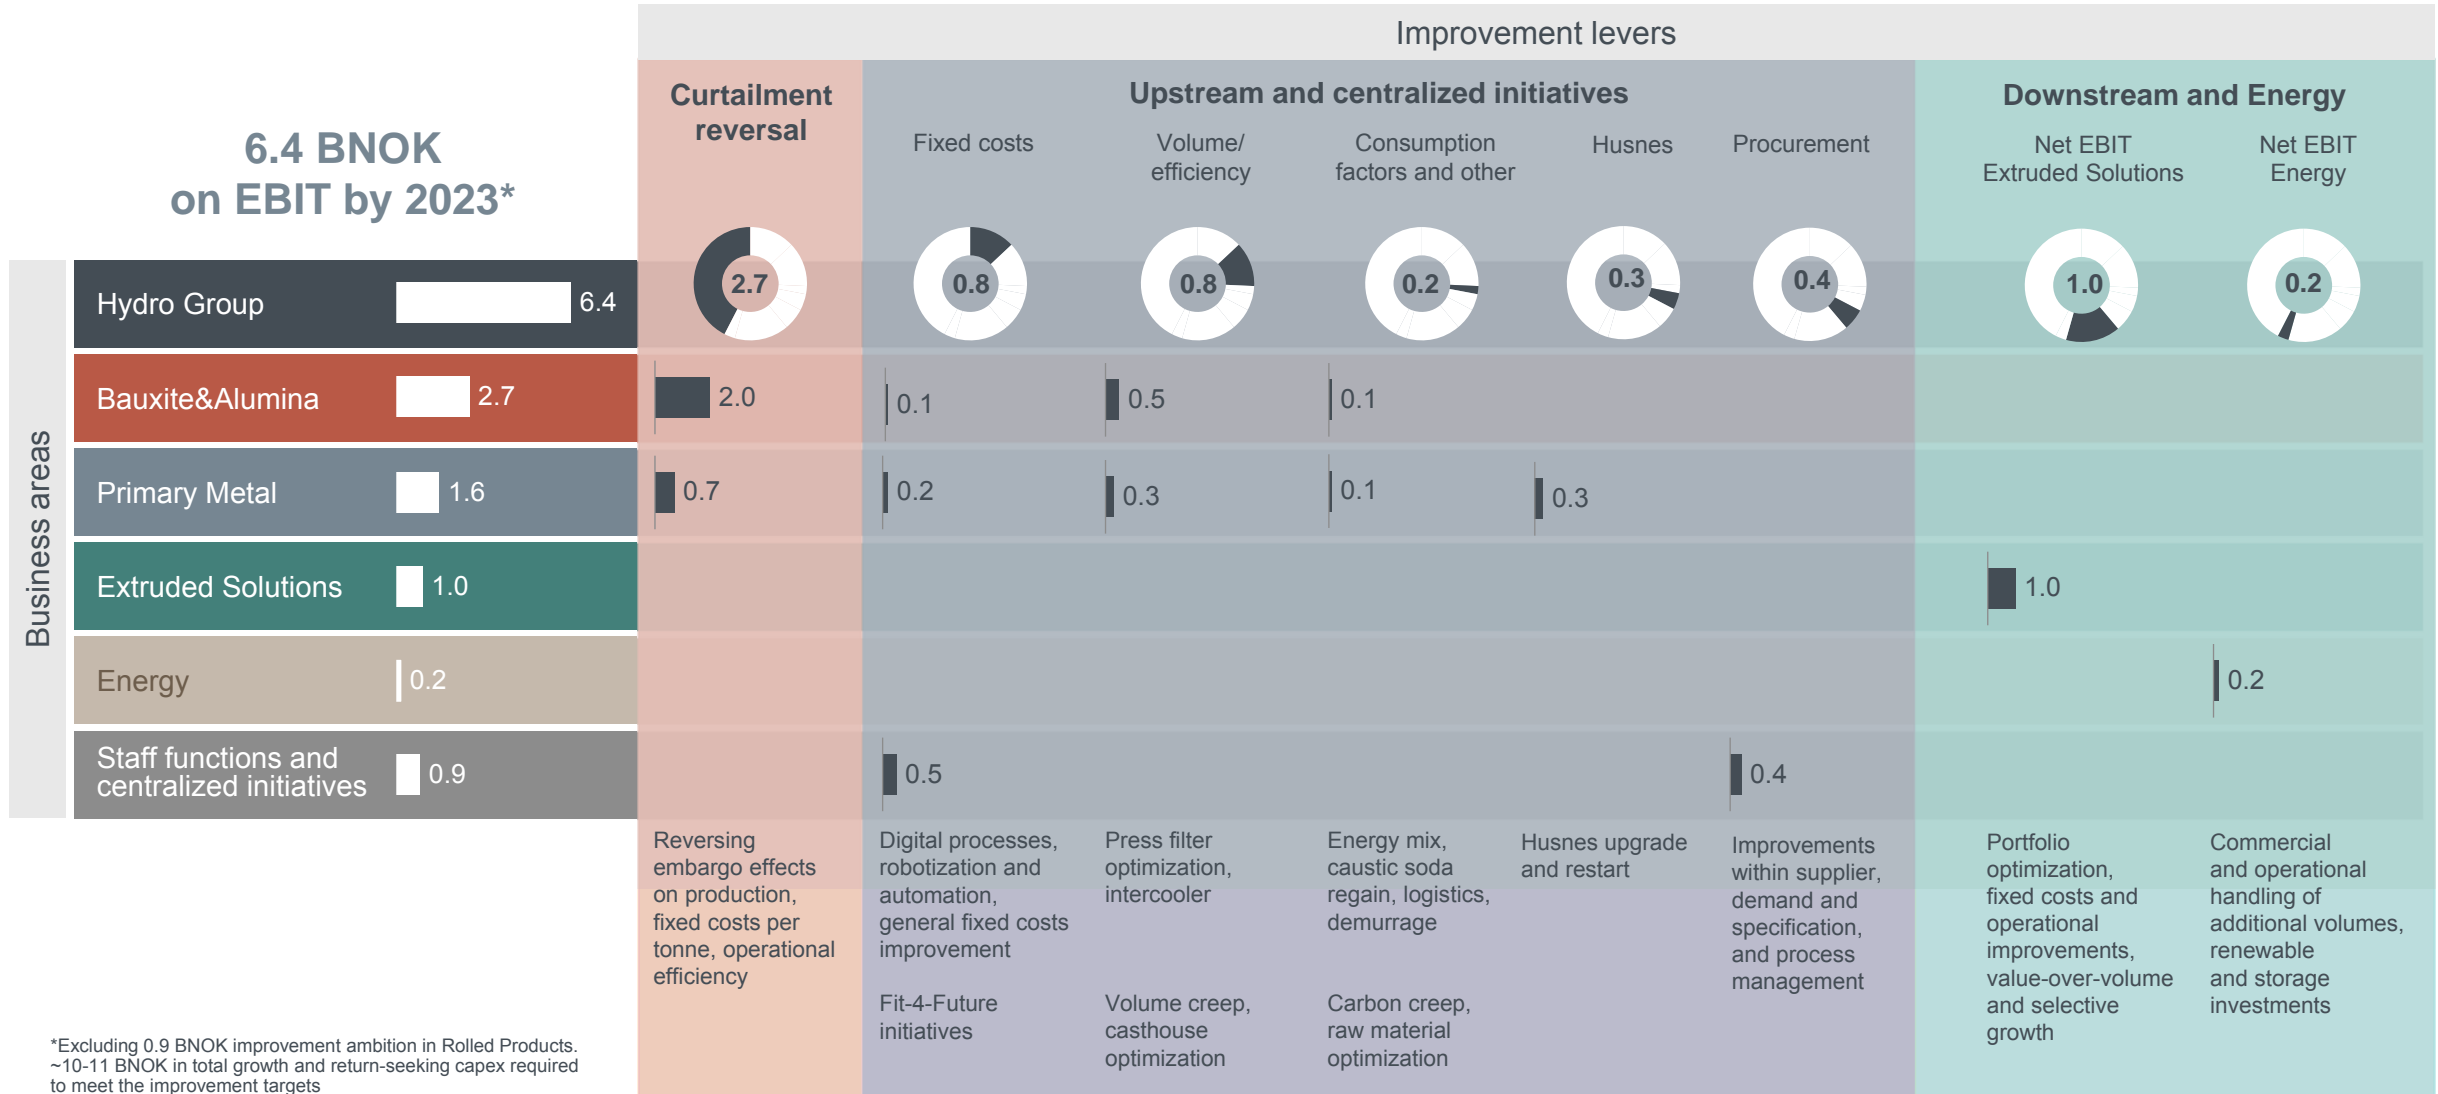 Improvement levers
6.4 BNOK
on EBIT by 2023*
Curtailment
reversal
Upstream and centralized initiatives
Downstream and Energy
Fixed costs
Volume/
efficiency
Consumption
factors and other
Husnes
Procurement
Net EBIT
Extruded Solutions
Net EBIT
Energy
Business areas
Hydro Group 6.4 2.7 0.8 0.8 0.2 0.3 0.4 1.0 0.2
Bauxite&Alumina 2.7 2.0 0.1 0.5 0.1
Primary Metal 1.6 0.7 0.2 0.3 0.1 0.3
Extruded Solutions 1.0 1.0
Energy 0.2 0.2
Staff functions and
centralized initiatives 0.9 0.5 0.4
Reversing
embargo effects
on production,
fixed costs per
tonne, operational
efficiency
Digital processes,
robotization and
automation,
general fixed costs
improvement
Fit-4-Future
initiatives
Press filter
optimization,
intercooler
Volume creep,
casthouse
optimization
Energy mix,
caustic soda
regain, logistics,
demurrage
Carbon creep,
raw material
optimization
Husnes upgrade
and restart
Improvements
within supplier,
demand and
specification,
and process
management
Portfolio
optimization,
fixed costs and
operational
improvements,
value-over-volume
and selective
growth
Commercial
and operational
handling of
additional volumes,
renewable
and storage
investments
*Excluding 0.9 BNOK improvement ambition in Rolled Products.
~10-11 BNOK in total growth and return-seeking capex required
to meet the improvement targets